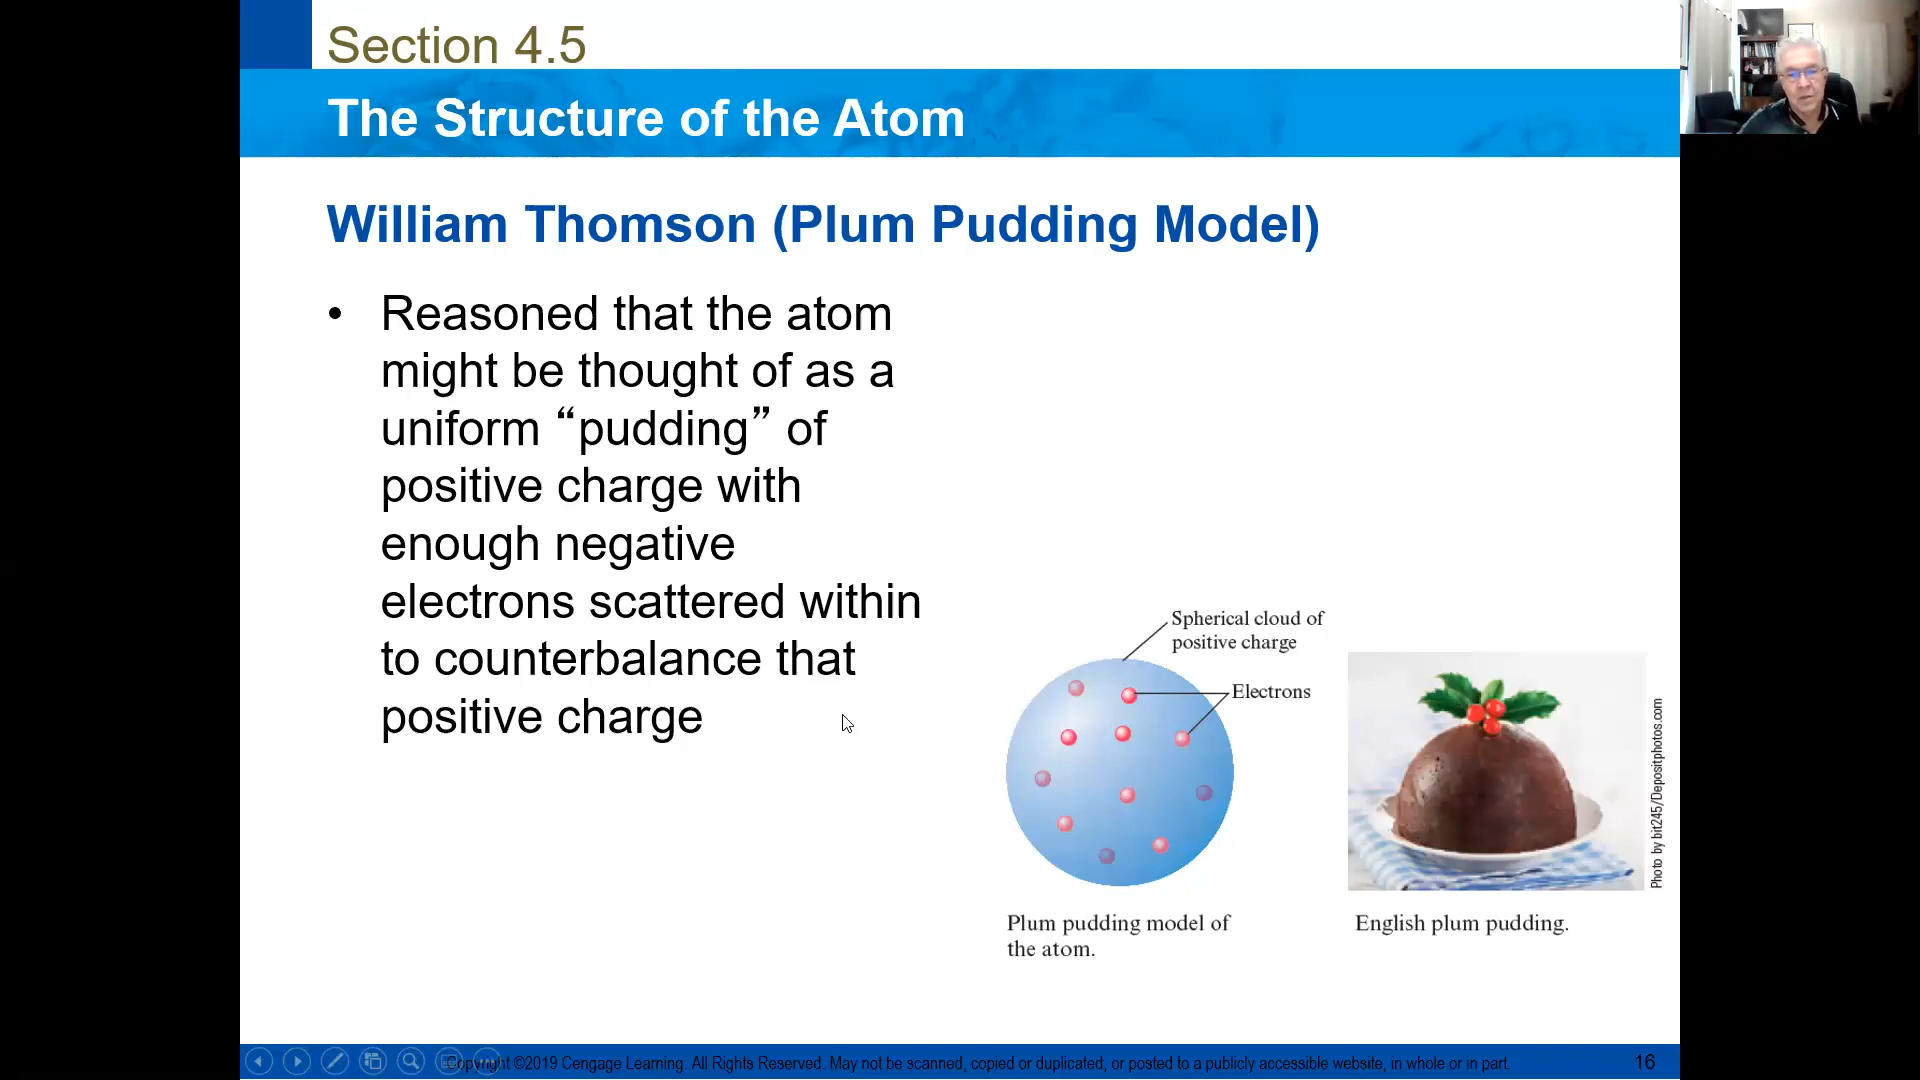 Section 4.5
The Structure of the Atom
William Thomson (Plum Pudding Model)
• Reasoned that the atom
might be thought of as a
uniform “pudding” of
positive charge with
enough negative
electrons scattered within
to counterbalance that
positive charge
Spherical cloud of
positive charge
Electrons
Plum pudding model of
the atom.
English plum pudding.
Photo by bit245/Depositphotos.com
Copyright ©2019 Cengage Learning. All Rights Reserved. May not be scanned, copied or duplicated, or posted to a publicly accessible website, in whole or in part.
16